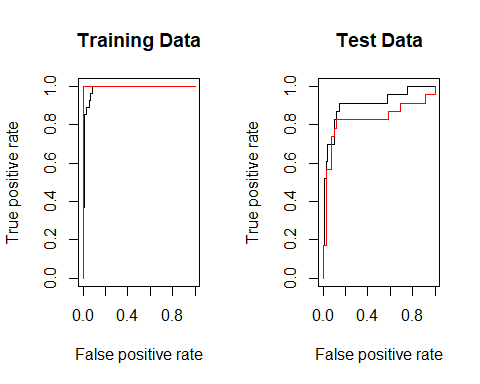 Training Data
True positive rate
0.0 0.2 0.4 0.6 0.8 1.0
0.0 0.4 0.8
False positive rate
Test Data
True positive rate
0.0 0.2 0.4 0.6 0.8 1.0
0.0 0.4 0.8
False positive rate